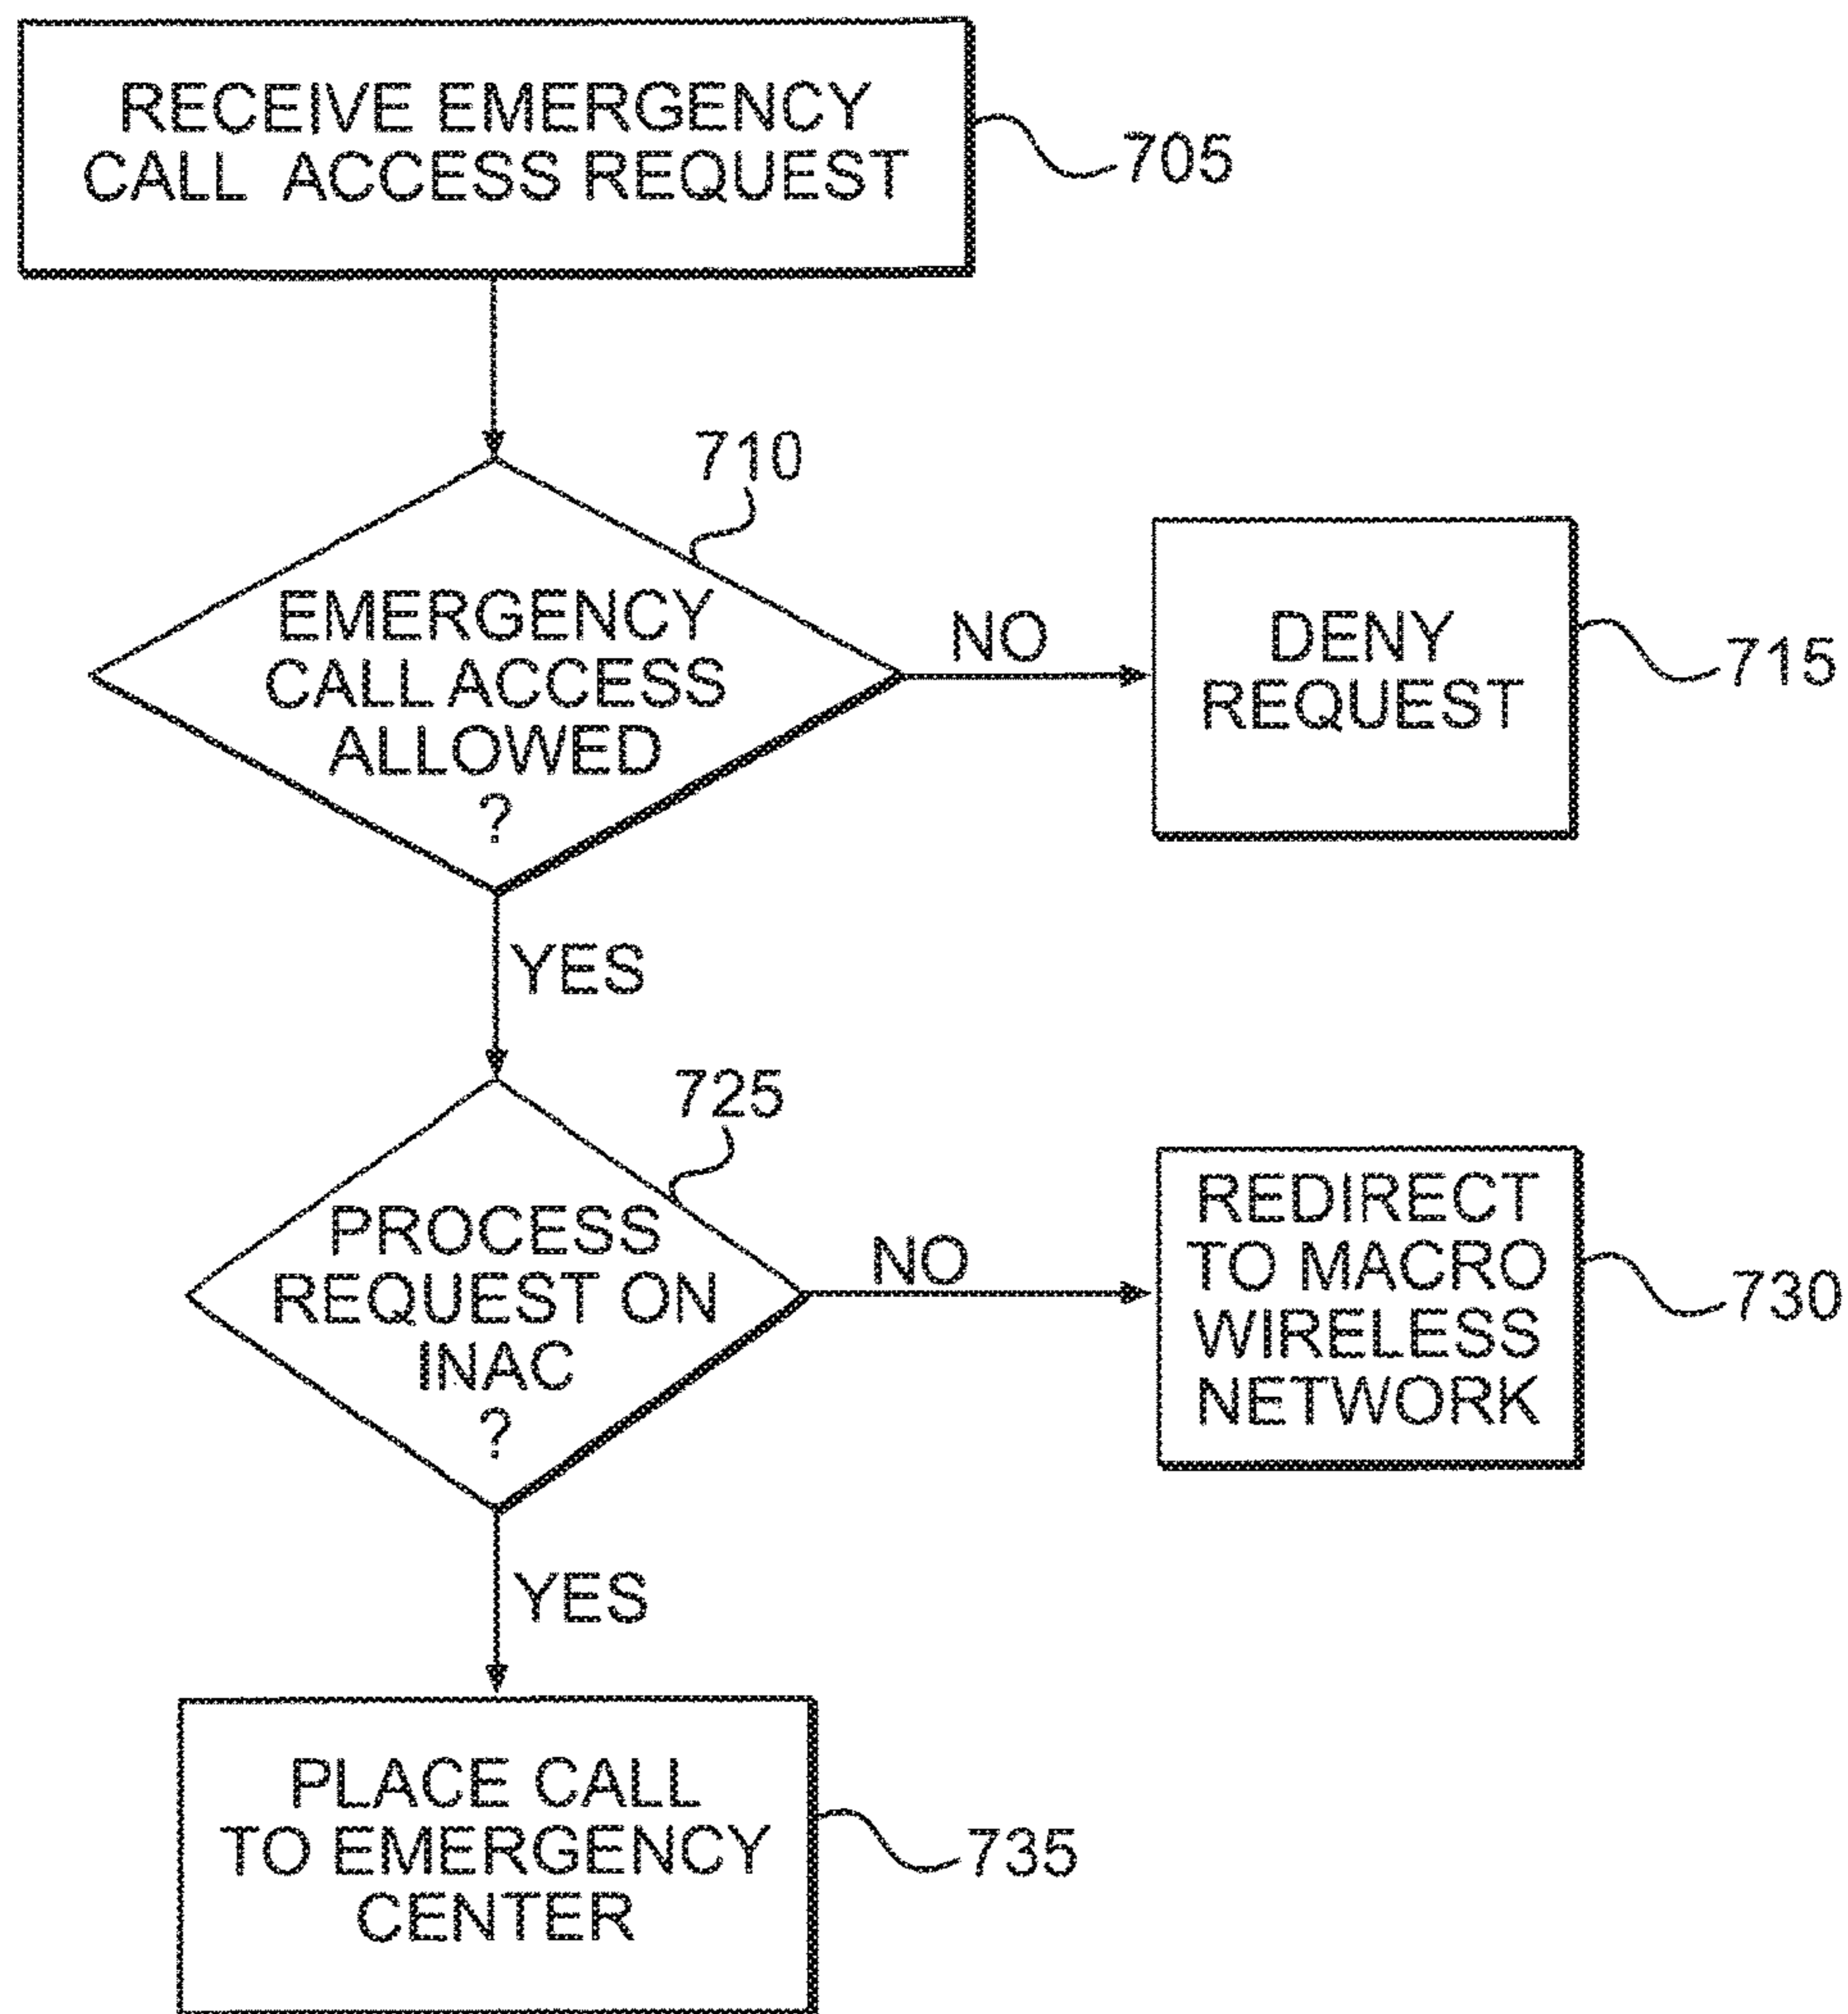 RECEIVE EMERGENCY
CALL ACCESS REQUEST
705
710
EMERGENCY
CALL ACCESS
ALLOWED
?
NO
DENY
REQUEST
715
YES
725
PROCESS
REQUEST ON
INAC
?
NO
REDIRECT
TO MACRO
WIRELESS
NETWORK
730
YES
PLACE CALL
TO EMERGENCY
CENTER
735